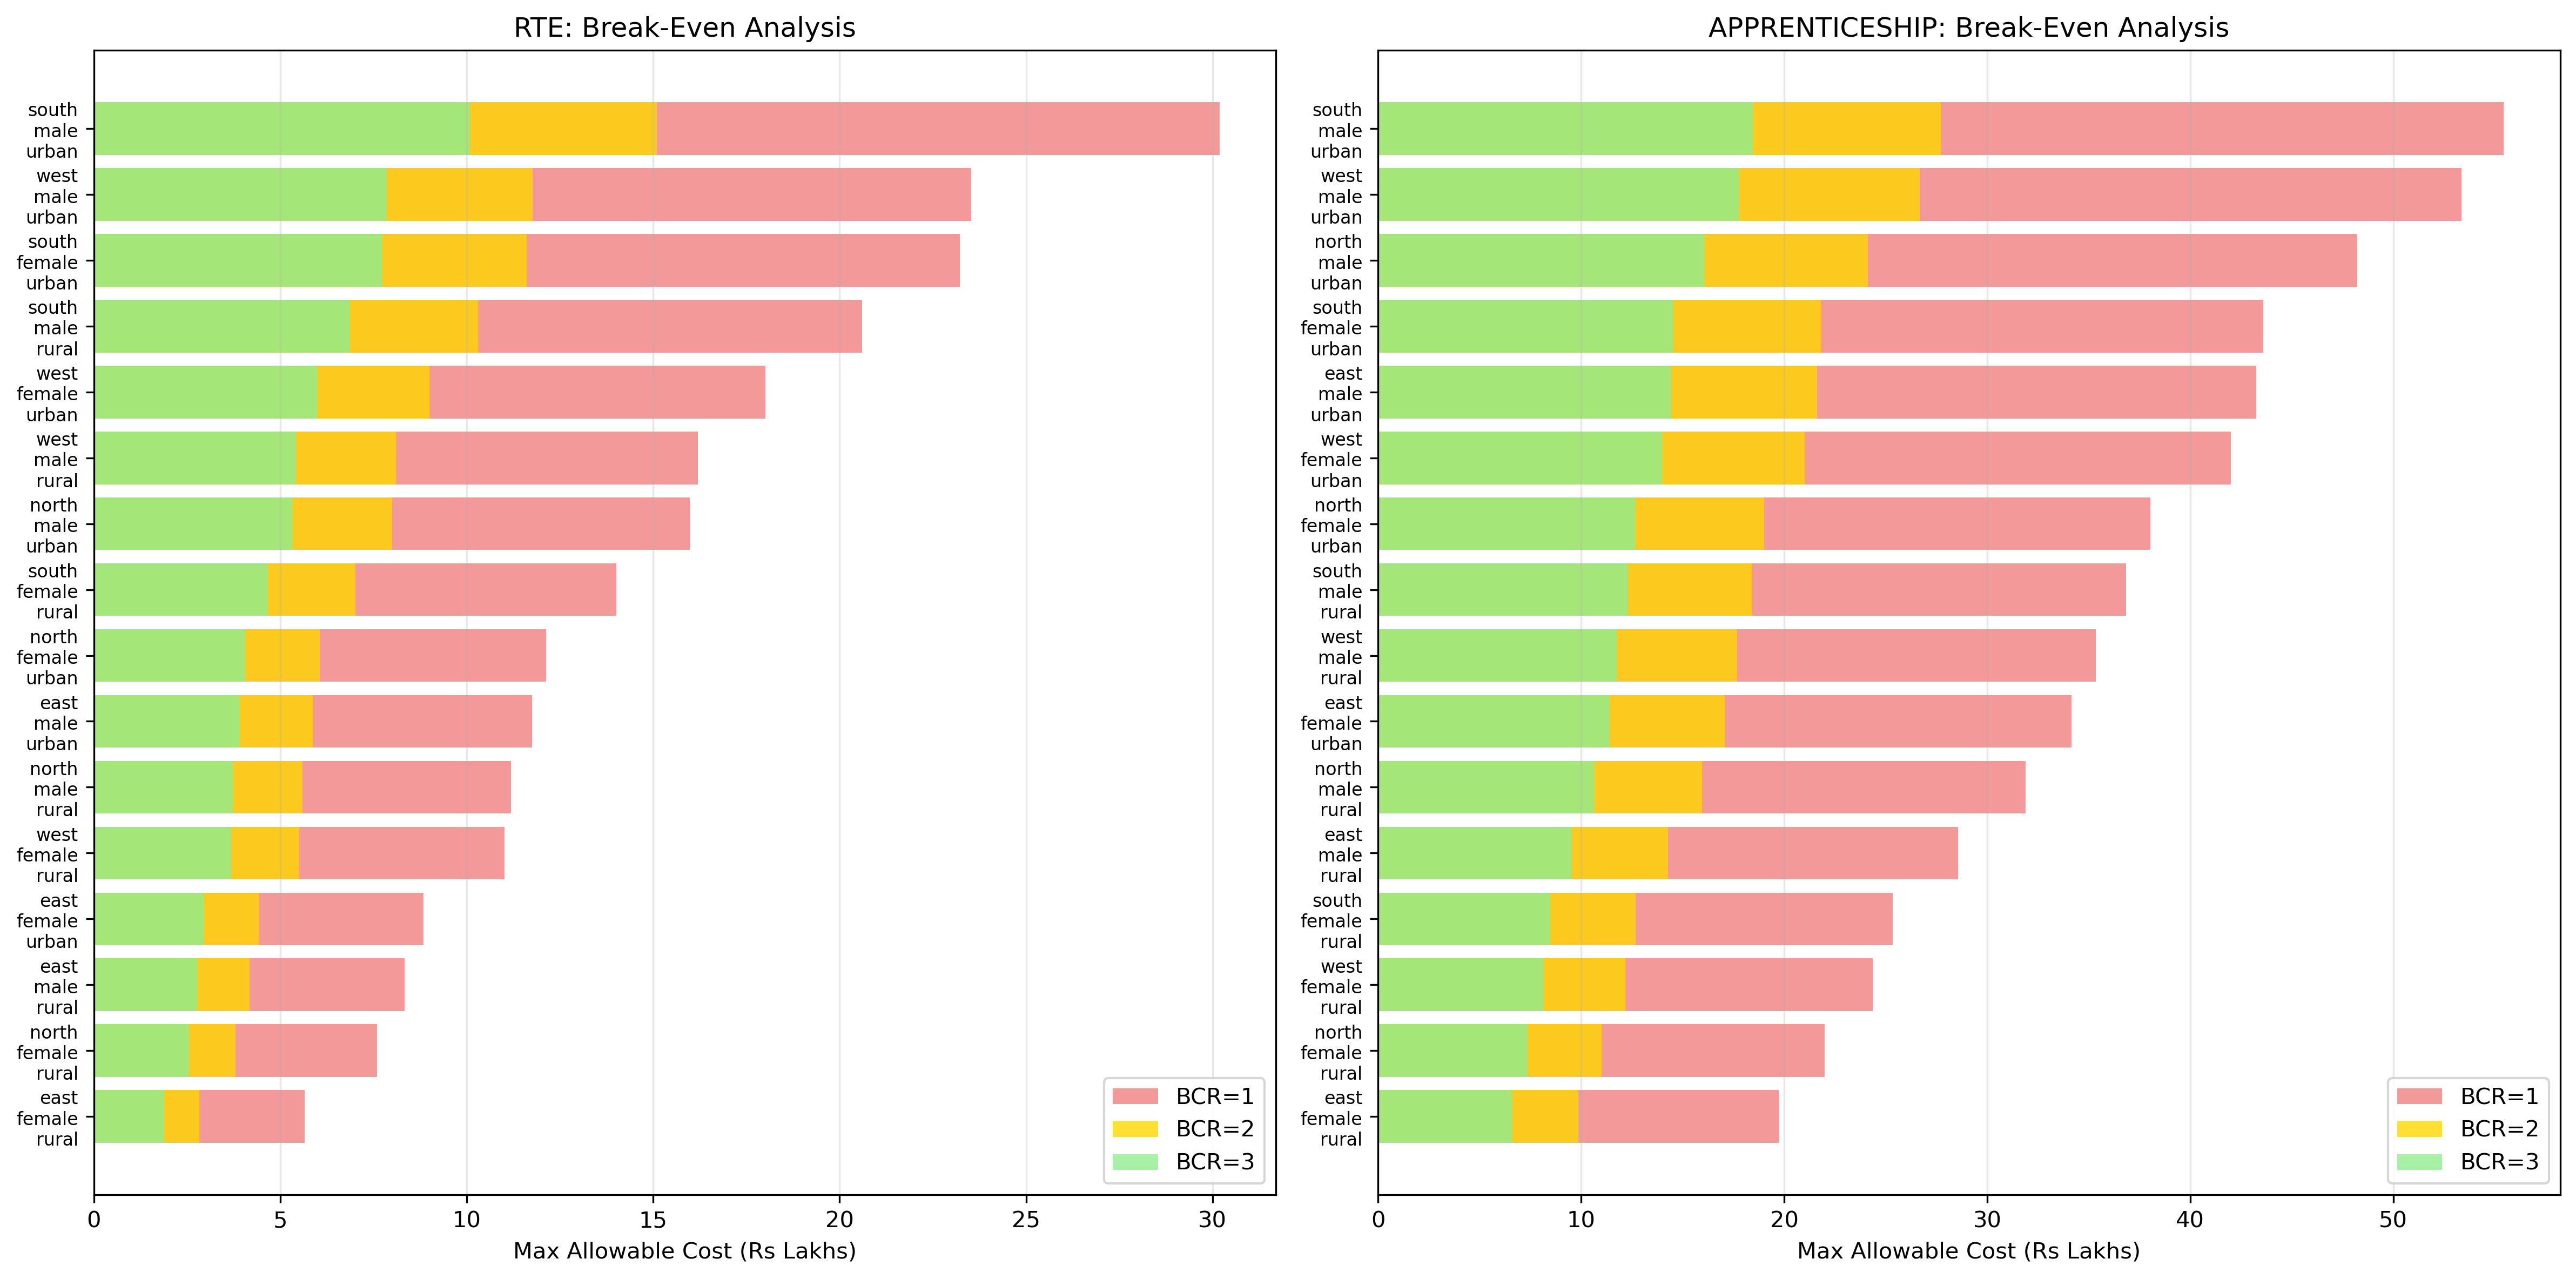 RTE: Break-Even Analysis
south
male
urban
west
male
urban
south
female
urban
south
male
rural
west
female
urban
west
male
rural
north
male
urban
south
female
rural
north
female
urban
east
male
urban
north
male
rural
west
female
rural
east
female
urban
east
male
rural
north
female
rural
east
female
rural
BCR=1
BCR=2
BCR=3
0 5 10 15 20 25 30
Max Allowable Cost (Rs Lakhs)
APPRENTICESHIP: Break-Even Analysis
south
male
urban
west
male
urban
north
male
urban
south
female
urban
east
male
urban
west
female
urban
north
female
urban
south
male
rural
west
male
rural
east
female
urban
north
male
rural
east
male
rural
south
female
rural
west
female
rural
north
female
rural
east
female
rural
BCR=1
BCR=2
BCR=3
0 10 20 30 40 50
Max Allowable Cost (Rs Lakhs)